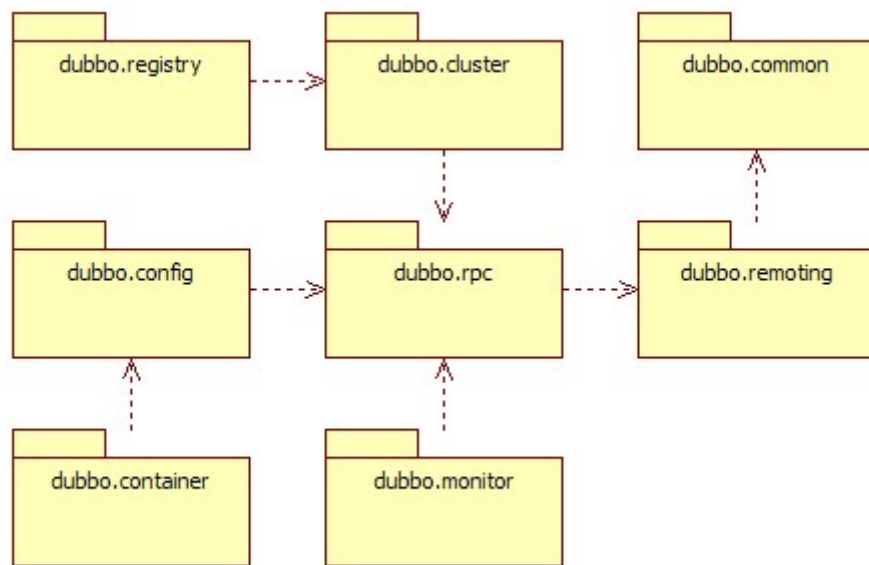 dubbo.registry
dubbo.cluster
dubbo.common
dubbo.config
dubbo.rpc
dubbo.remoting
dubbo.container
dubbo.monitor